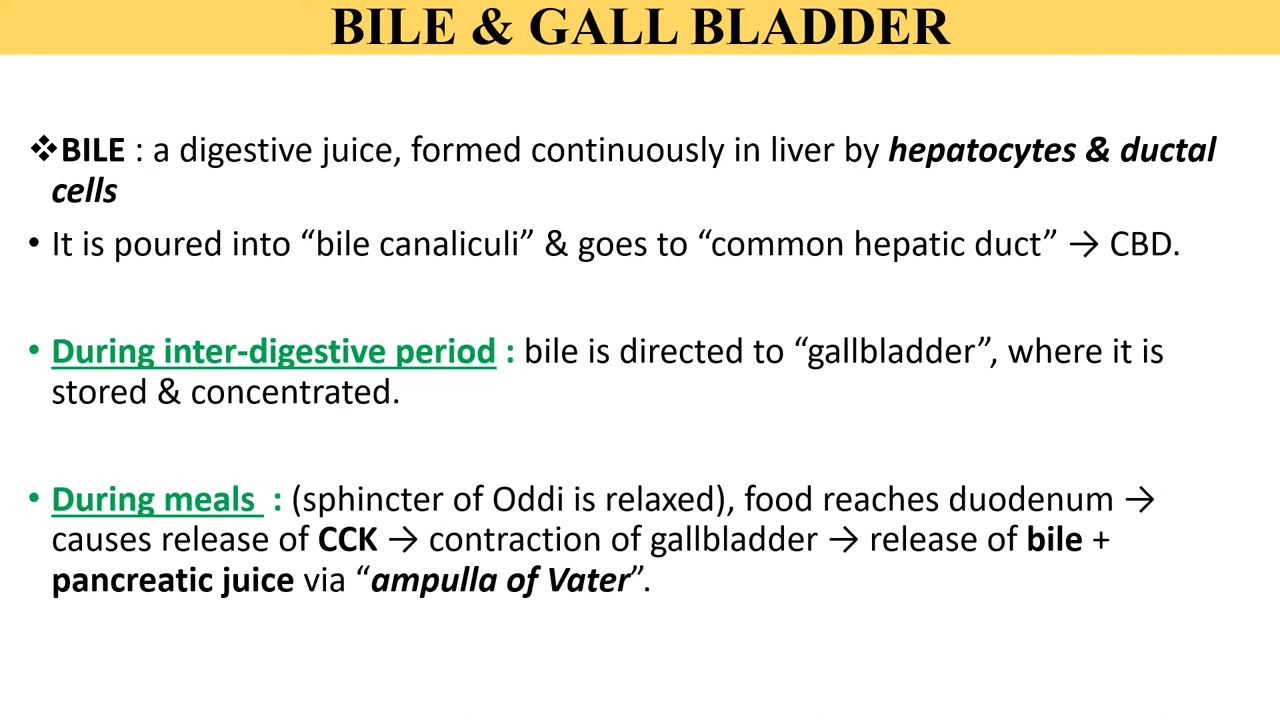 BILE & GALL BLADDER
❖BILE : a digestive juice, formed continuously in liver by hepatocytes & ductal
cells
• It is poured into “bile canaliculi” & goes to “common hepatic duct” → CBD.
• During inter-digestive period : bile is directed to “gallbladder”, where it is
stored & concentrated.
• During meals : (sphincter of Oddi is relaxed), food reaches duodenum →
causes release of CCK → contraction of gallbladder → release of bile +
pancreatic juice via “ampulla of Vater”.